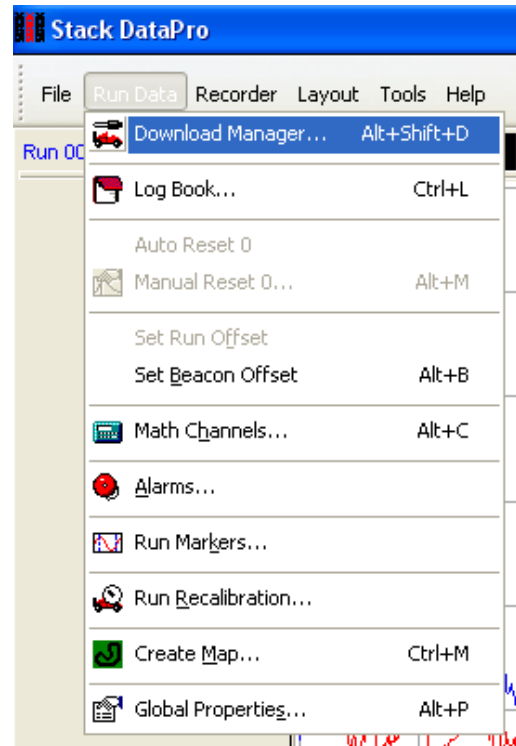 Stack DataPro
File Run Data Recorder Layout Tools Help
Run 00
Download Manager... Alt+Shift+D
Log Book... Ctrl+L
Auto Reset 0
Manual Reset 0... Alt+M
Set Run Offset
Set Beacon Offset Alt+B
Math Channels... Alt+C
Alarms...
Run Markers...
Run Recalibration...
Create Map... Ctrl+M
Global Properties... Alt+P